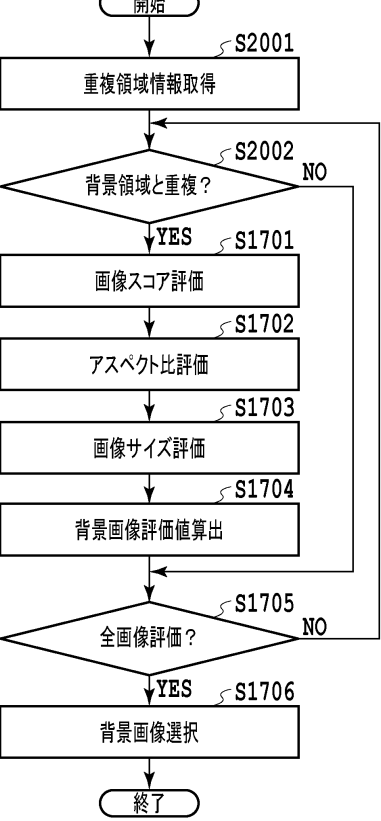 開始
S2001
重複領域情報取得
S2002
背景領域と重複？
NO
YES
S1701
画像スコア評価
S1702
アスペクト比評価
S1703
画像サイズ評価
S1704
背景画像評価値算出
S1705
全画像評価？
NO
YES
S1706
背景画像選択
終了